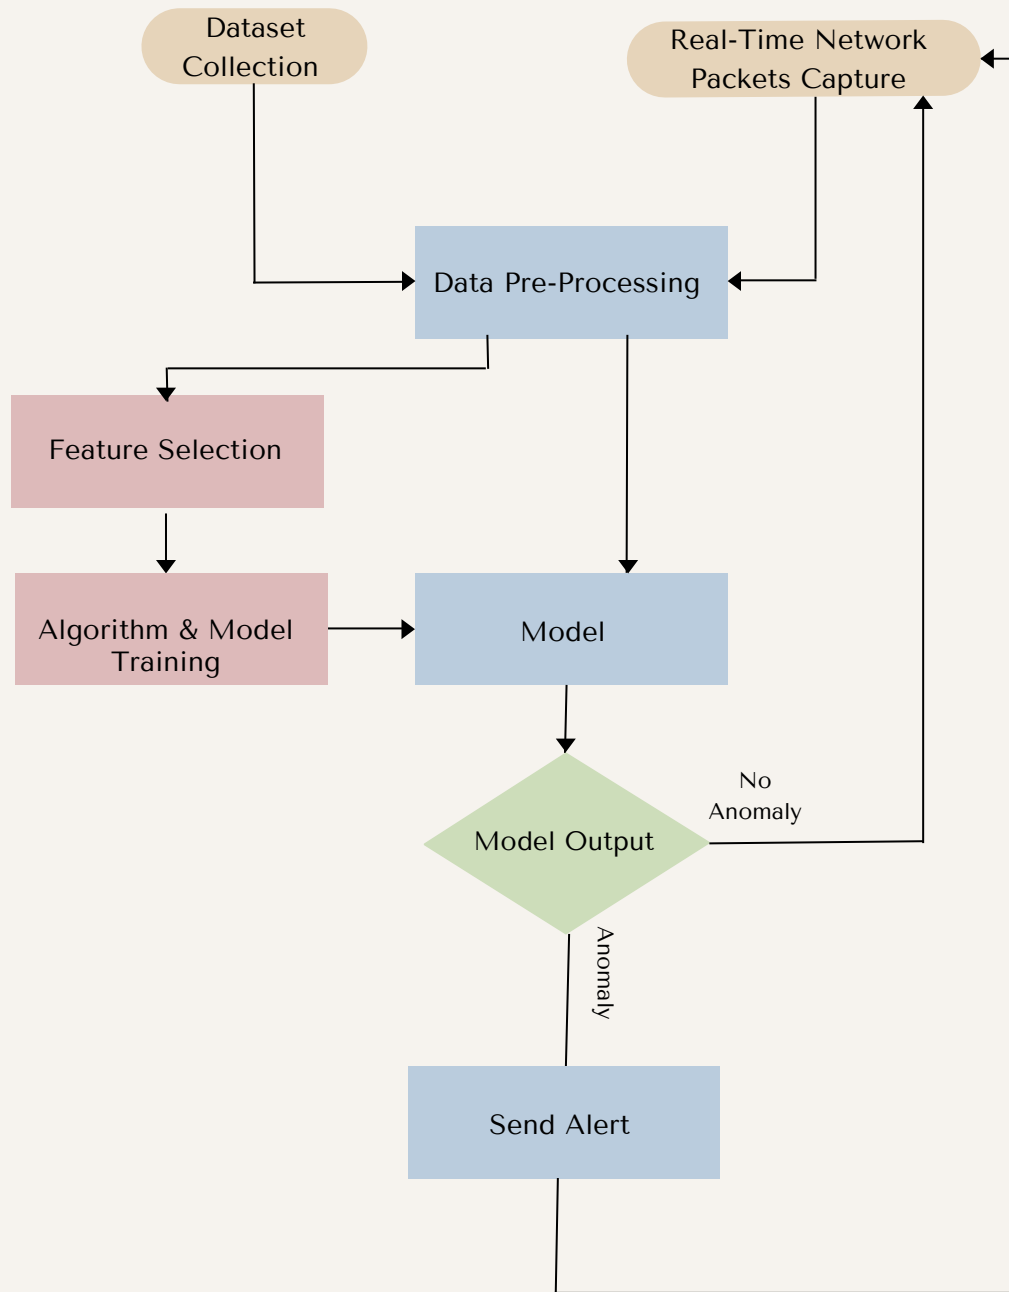 Dataset
Collection
Real-Time Network
Packets Capture
Data Pre-Processing
Feature Selection
Algorithm & Model
Training
Model
Model Output
No
Anomaly
Anomaly
Send Alert